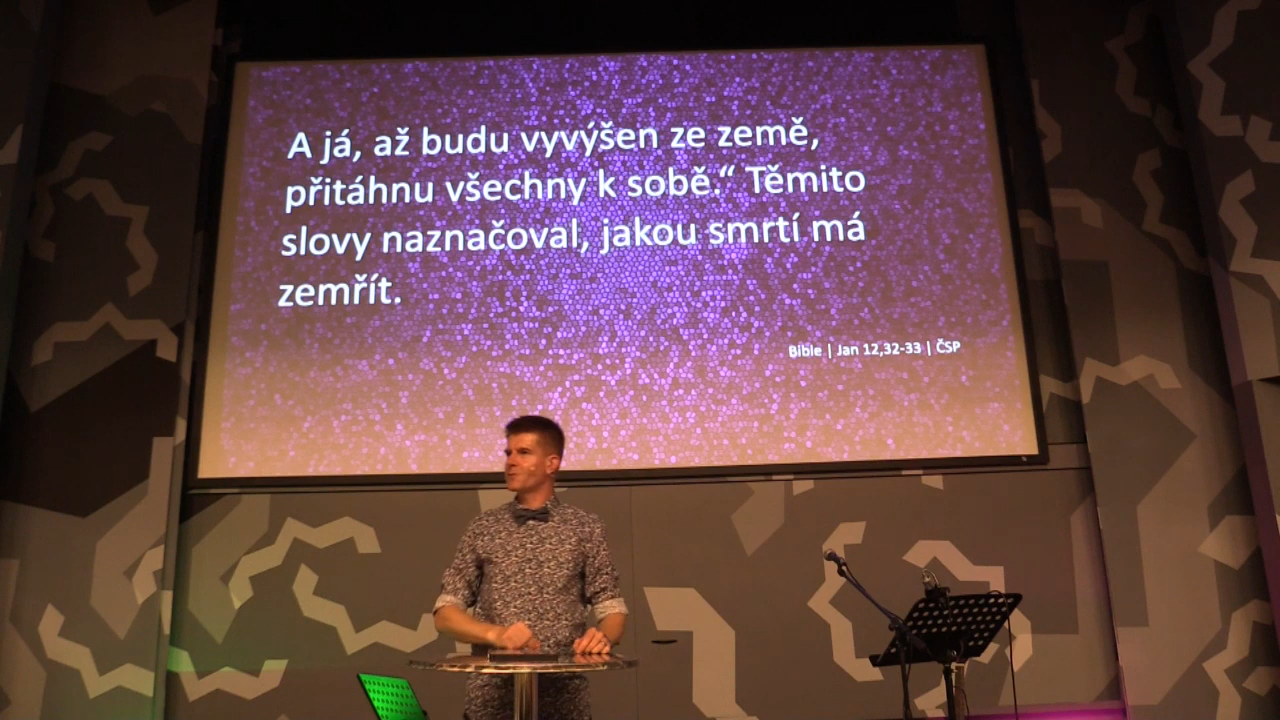 A já, až budu vyvýšen ze země,
přitáhnu všechny k sobě.“ Těmito
slovy naznačoval, jakou smrtí má
zemřít.
Bible | Jan 12,32-33 | ČSP